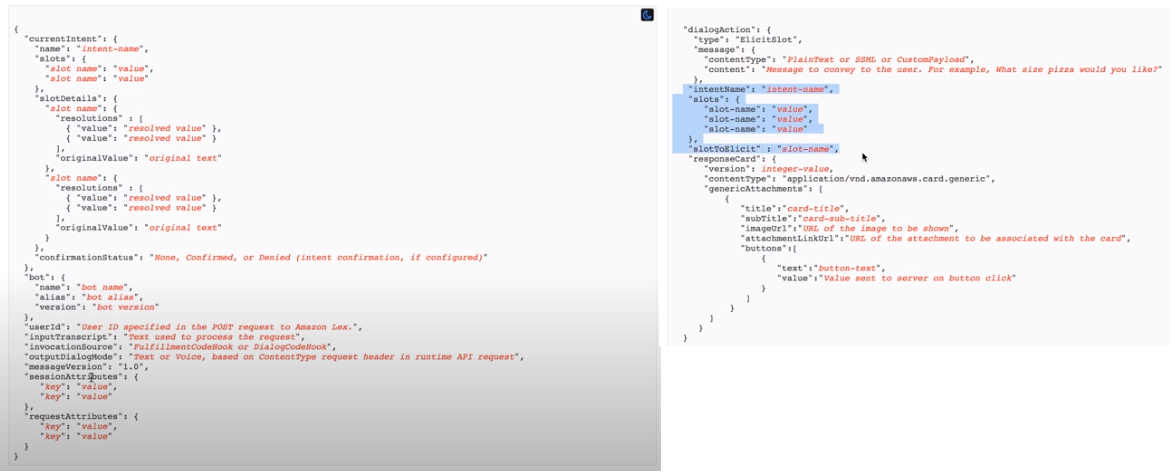 {
"currentIntent": {
"name": "intent-name",
"slots": {
"slot name": "value",
"slot name": "value"
},
"slotDetails": {
"slot name": {
"resolutions" : [
{ "value": "resolved value" },
{ "value": "resolved value" }
],
"originalValue": "original text"
},
"slot name": {
"resolutions" : [
{ "value": "resolved value" },
{ "value": "resolved value" }
],
"originalValue": "original text"
}
},
"confirmationStatus": "None, Confirmed, or Denied (intent confirmation, if configured)"
},
"bot": {
"name": "bot name",
"alias": "bot alias",
"version": "bot version"
},
"userId": "User ID specified in the POST request to Amazon Lex.",
"inputTranscript": "Text used to process the request",
"invocationSource": "FulfillmentCodeHook or DialogCodeHook",
"outputDialogMode": "Text or Voice, based on ContentType request header in runtime API request",
"messageVersion": "1.0",
"sessionAttributes": {
"key": "value",
"key": "value"
},
"requestAttributes": {
"key": "value",
"key": "value"
}
}
"dialogAction": {
"type": "ElicitSlot",
"message": {
"contentType": "PlainText or SSML or CustomPayload",
"content": "Message to convey to the user. For example, What size pizza would you like?"
},
"intentName": "intent-name",
"slots": {
"slot-name": "value",
"slot-name": "value",
"slot-name": "value"
},
"slotToElicit" : "slot-name",
"responseCard": {
"version": integer-value,
"contentType": "application/vnd.amazonaws.card.generic",
"genericAttachments": [
{
"title":"card-title",
"subTitle":"card-sub-title",
"imageUrl":"URL of the image to be shown",
"attachmentLinkUrl":"URL of the attachment to be associated with the card",
"buttons":[
{
"text":"button-text",
"value":"Value sent to server on button click"
}
]
}
]
}
}